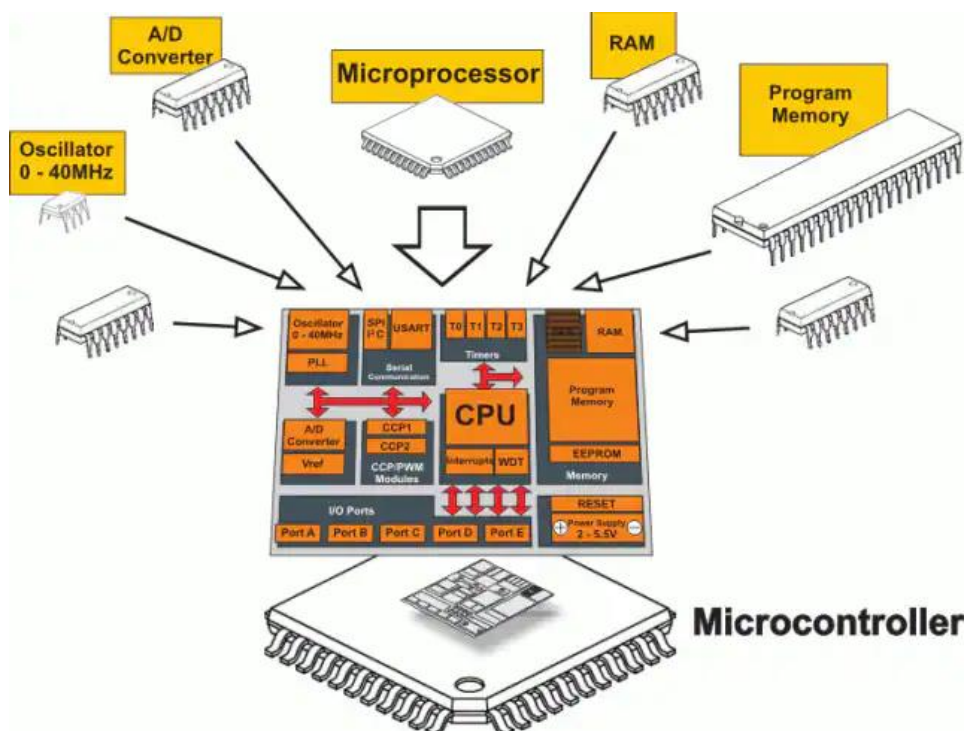 A/D
Converter
Microprocessor
RAM
Program
Memory
Oscillator
0 - 40MHz
Oscillator
0 - 40MHz
PLL
SPI
I²C
USART
Serial
Communication
T0 T1 T2 T3
Timers
RAM
Program
Memory
EEPROM
Memory
A/D
Converter
Vref
CCP1
CCP2
CCP/PWM
Modules
CPU
Interrupts
WDT
I/O Ports
Port A Port B Port C Port D Port E
RESET
Power Supply
2 - 5.5V
+ −
Microcontroller